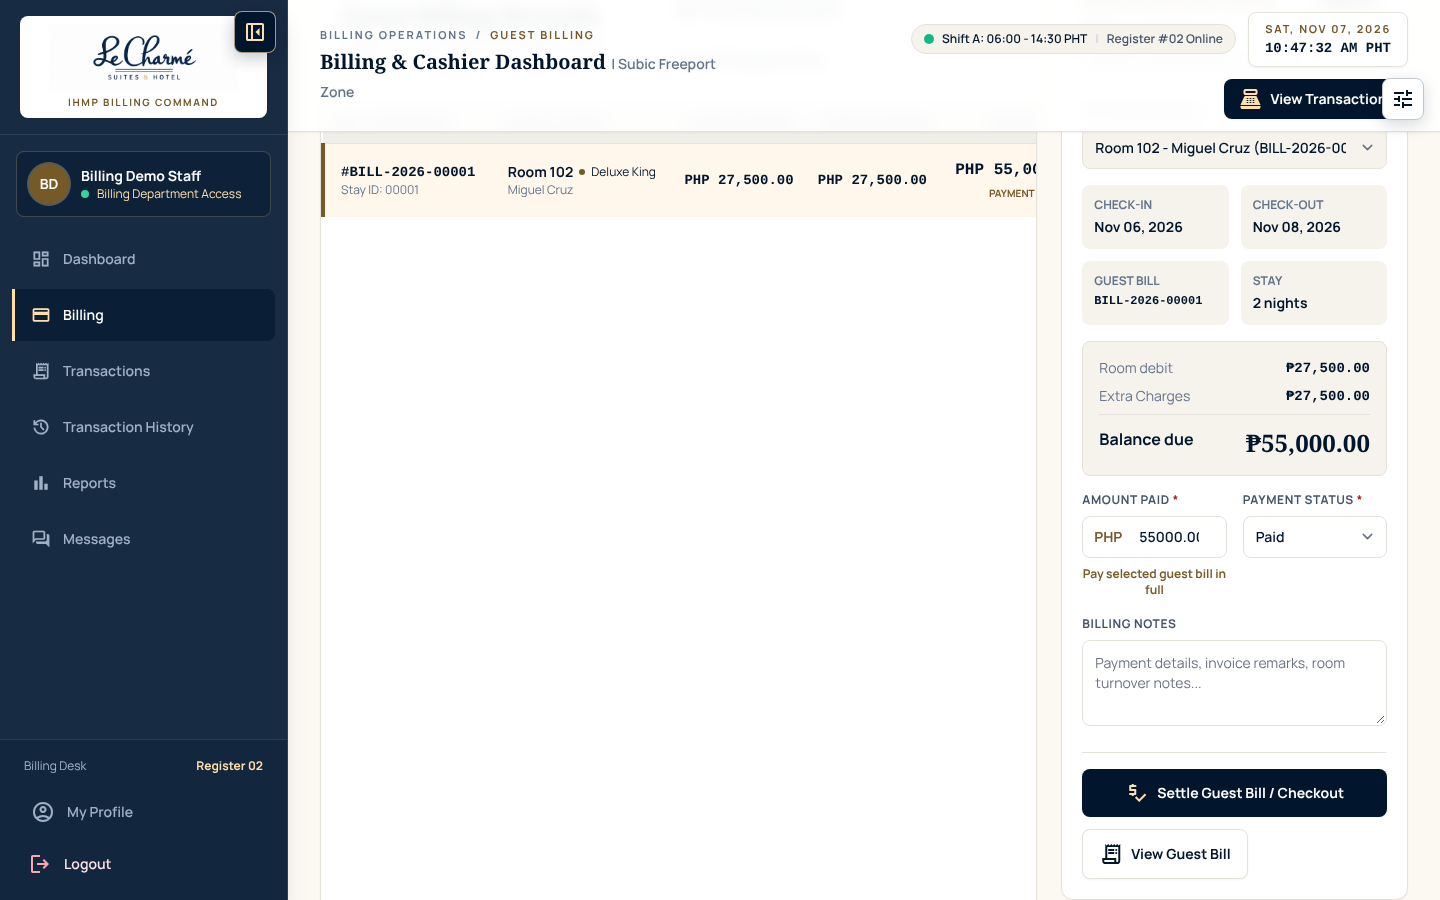 Le Charmé
SUITES & HOTEL
IHMP BILLING COMMAND
BD
Billing Demo Staff
Billing Department Access
Dashboard
Billing
Transactions
Transaction History
Reports
Messages
Billing Desk
Register 02
My Profile
Logout
BILLING OPERATIONS / GUEST BILLING
Billing & Cashier Dashboard | Subic Freeport
Zone
Shift A: 06:00 - 14:30 PHT | Register #02 Online
SAT, NOV 07, 2026
10:47:32 AM PHT
View Transaction
#BILL-2026-00001
Stay ID: 00001
Room 102 • Deluxe King
Miguel Cruz
PHP 27,500.00
PHP 27,500.00
PHP 55,00
PAYMENT
Room 102 - Miguel Cruz (BILL-2026-00
CHECK-IN
Nov 06, 2026
CHECK-OUT
Nov 08, 2026
GUEST BILL
BILL-2026-00001
STAY
2 nights
Room debit
₱27,500.00
Extra Charges
₱27,500.00
Balance due
₱55,000.00
AMOUNT PAID *
PHP 55000.00
Pay selected guest bill in
full
PAYMENT STATUS *
Paid
BILLING NOTES
Payment details, invoice remarks, room
turnover notes...
Settle Guest Bill / Checkout
View Guest Bill